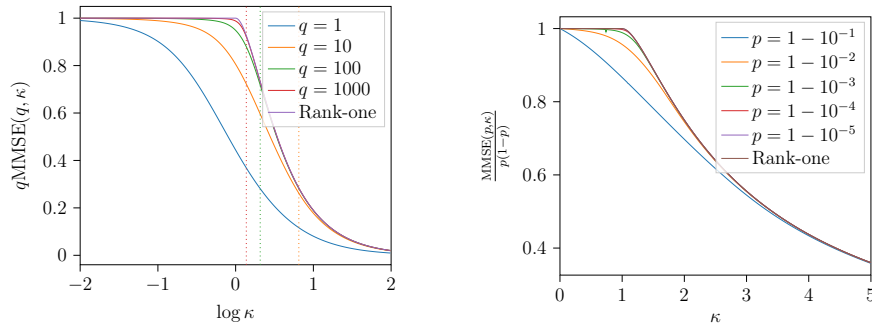 1
0.8
0.6
0.4
0.2
0
−2
−1
0
1
2
qMMSE(q, κ)
log κ
q = 1
q = 10
q = 100
q = 1000
Rank-one
1
0.8
0.6
0.4
0
1
2
3
4
5
MMSE(p,κ)
p(1−p)
κ
p = 1 − 10⁻¹
p = 1 − 10⁻²
p = 1 − 10⁻³
p = 1 − 10⁻⁴
p = 1 − 10⁻⁵
Rank-one